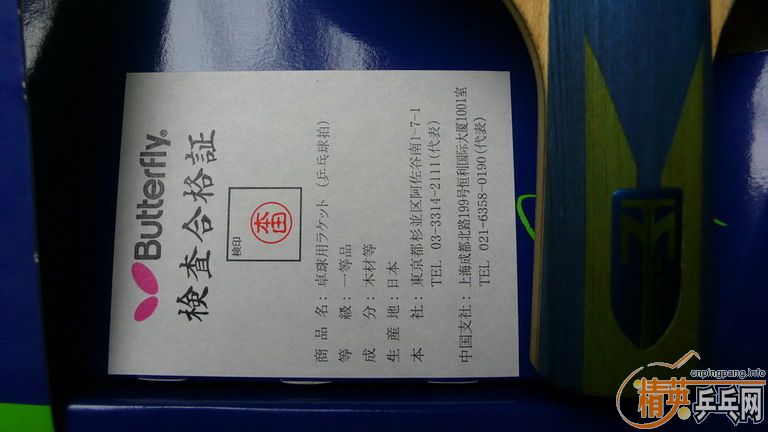 Butterfly®
検査合格証
検印
本田
商品名：卓球用ラケット（乒乓球拍）
等級：一等品
成分：木材等
生産地：日本
本社：東京都杉並区阿佐谷南1-7-1
TEL 03-3314-2111(代表)
中国支社：上海成都北路199号恒利国际大厦1001室
TEL 021-6358-0190(代表)
cnpingpang.info
精英乒乓网